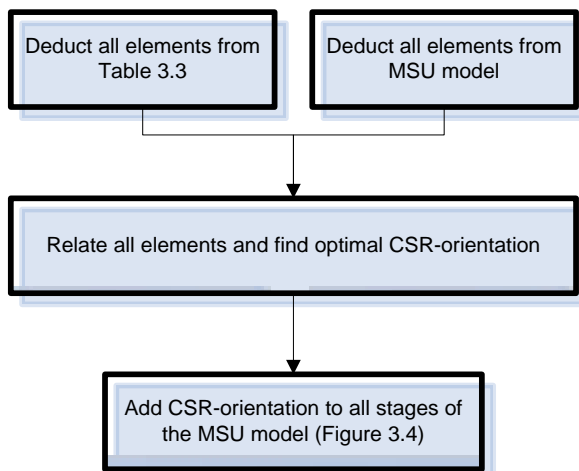 Deduct all elements from
Table 3.3
Deduct all elements from
MSU model
Relate all elements and find optimal CSR-orientation
Add CSR-orientation to all stages of
the MSU model (Figure 3.4)